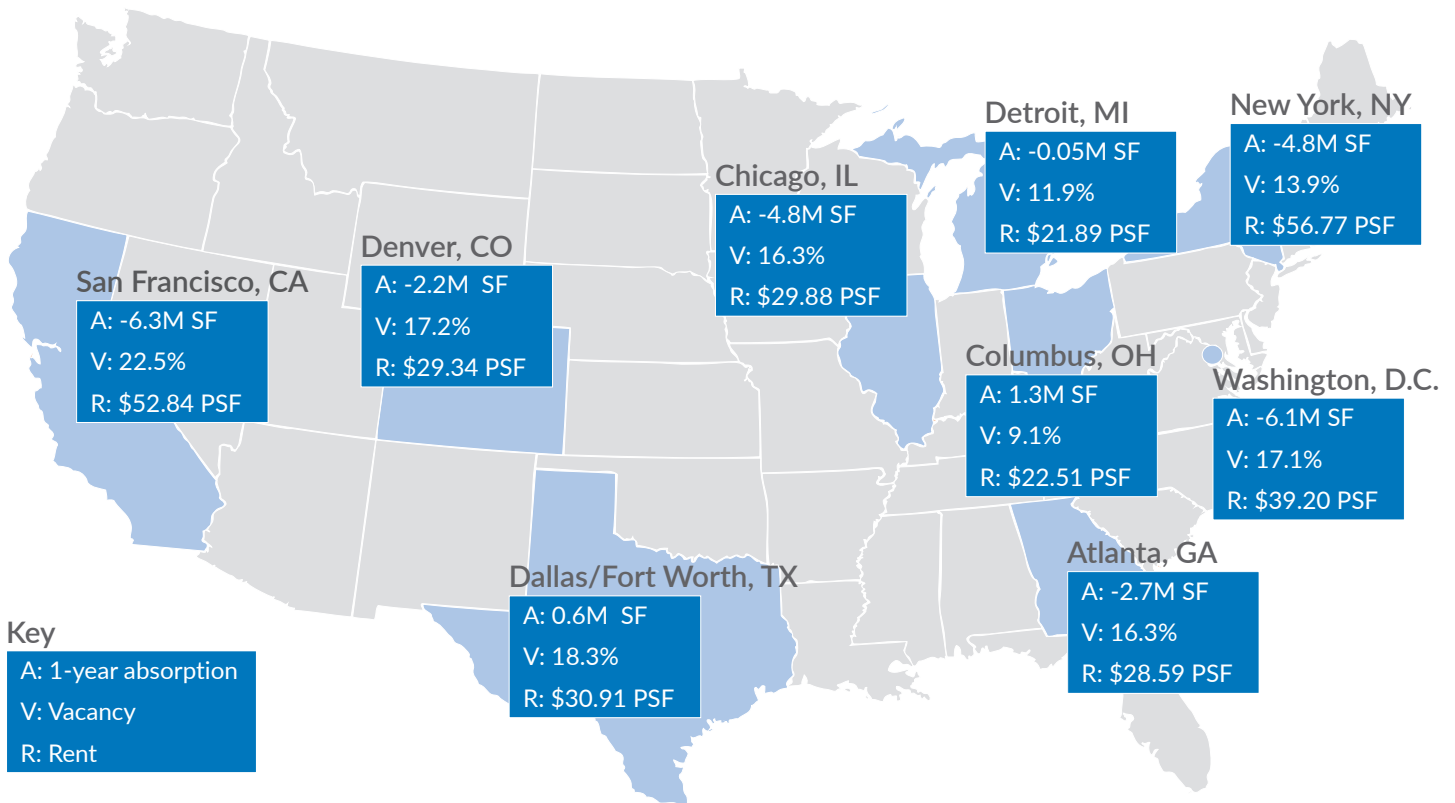 Detroit, MI
A: -0.05M SF
V: 11.9%
R: $21.89 PSF
New York, NY
A: -4.8M SF
V: 13.9%
R: $56.77 PSF
Chicago, IL
A: -4.8M SF
V: 16.3%
R: $29.88 PSF
Denver, CO
A: -2.2M  SF
V: 17.2%
R: $29.34 PSF
San Francisco, CA
A: -6.3M SF
V: 22.5%
R: $52.84 PSF
Columbus, OH
A: 1.3M SF
V: 9.1%
R: $22.51 PSF
Washington, D.C.
A: -6.1M SF
V: 17.1%
R: $39.20 PSF
Atlanta, GA
A: -2.7M SF
V: 16.3%
R: $28.59 PSF
Dallas/Fort Worth, TX
A: 0.6M  SF
V: 18.3%
R: $30.91 PSF
Key
A: 1-year absorption
V: Vacancy
R: Rent